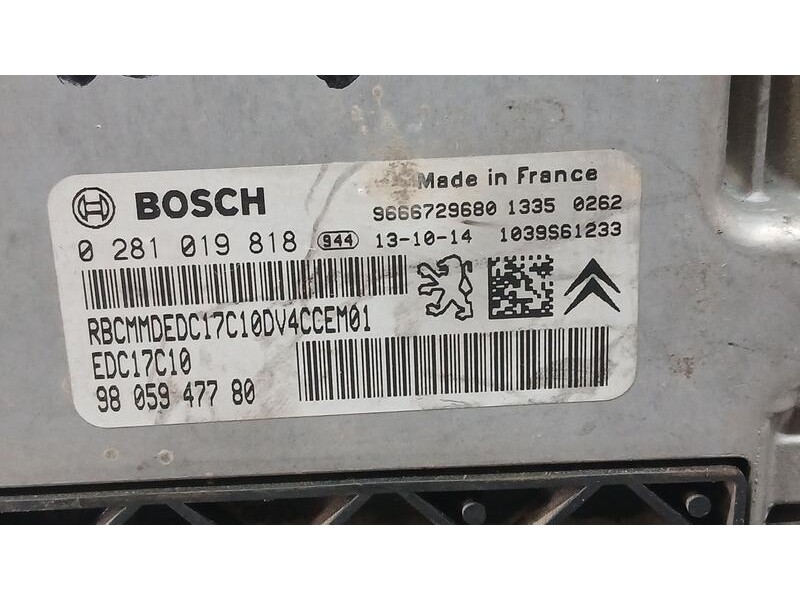 Made in France
BOSCH
9666729680 1335 0262
0 281 019 818 944 13-10-14 1039S61233
RBCMMDEDC17C10DV4CCEM01
EDC17C10
98 059 477 80